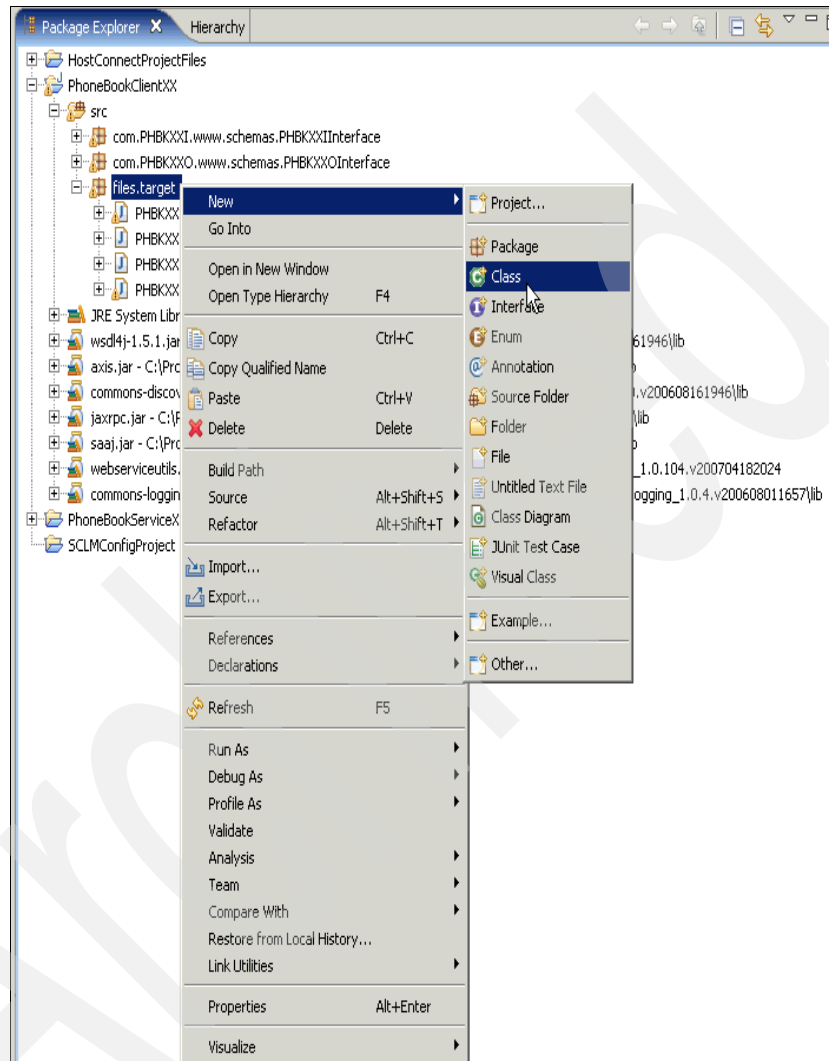 Package Explorer
Hierarchy
HostConnectProjectFiles
PhoneBookClientXX
src
com.PHBKXXI.www.schemas.PHBKXXIInterface
com.PHBKXXO.www.schemas.PHBKXXOInterface
files.target
PHBKXX
PHBKXX
PHBKXX
PHBKXX
JRE System Libr
wsdl4j-1.5.1.jar
axis.jar - C:\Prc
commons-discov
jaxrpc.jar - C:\P
saaj.jar - C:\Prc
webserviceutils.
commons-loggin
PhoneBookServiceX
SCLMConfigProject
New
Go Into
Open in New Window
Open Type Hierarchy F4
Copy Ctrl+C
Copy Qualified Name
Paste Ctrl+V
Delete Delete
Build Path
Source Alt+Shift+S
Refactor Alt+Shift+T
Import...
Export...
References
Declarations
Refresh F5
Run As
Debug As
Profile As
Validate
Analysis
Team
Compare With
Restore from Local History...
Link Utilities
Properties Alt+Enter
Visualize
Project...
Package
Class
Interface
Enum
Annotation
Source Folder
Folder
File
Untitled Text File
Class Diagram
JUnit Test Case
Visual Class
Example...
Other...
61946\lib
.v200608161946\lib
\lib
_1.0.104.v200704182024
ogging_1.0.4.v200608011657\lib